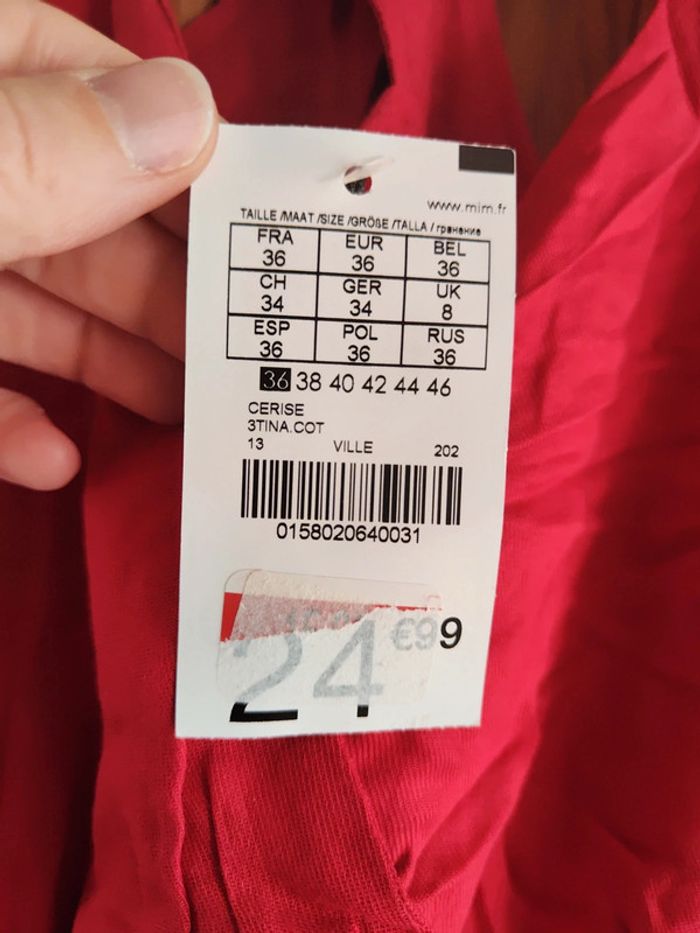 www.mim.fr
TAILLE /MAAT /SIZE /GRÖßE /TALLA / гранение
FRA EUR BEL
36 36 36
CH GER UK
34 34 8
ESP POL RUS
36 36 36
36 38 40 42 44 46
CERISE
3TINA.COT
13 VILLE 202
0158020640031
24 €99